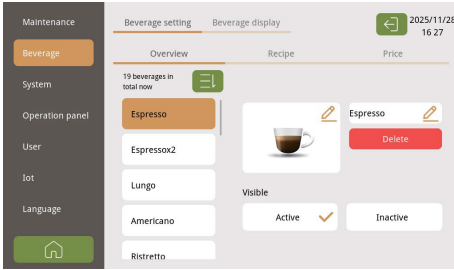 Maintenance
Beverage
System
Operation panel
User
Iot
Language
Beverage setting
Beverage display
2025/11/28
16 27
Overview
Recipe
Price
19 beverages in
total now
Espresso
Espressox2
Lungo
Americano
Ristretto
Espresso
Delete
Visible
Active
Inactive